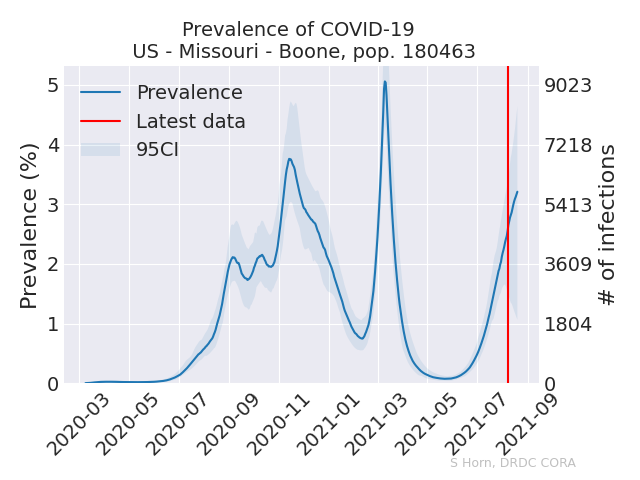 Prevalence of COVID-19
US - Missouri - Boone, pop. 180463
Prevalence
Latest data
95CI
Prevalence (%)
5
4
3
2
1
0
9023
7218
5413
3609
1804
0
# of infections
2020-03
2020-05
2020-07
2020-09
2020-11
2021-01
2021-03
2021-05
2021-07
2021-09
S Horn, DRDC CORA